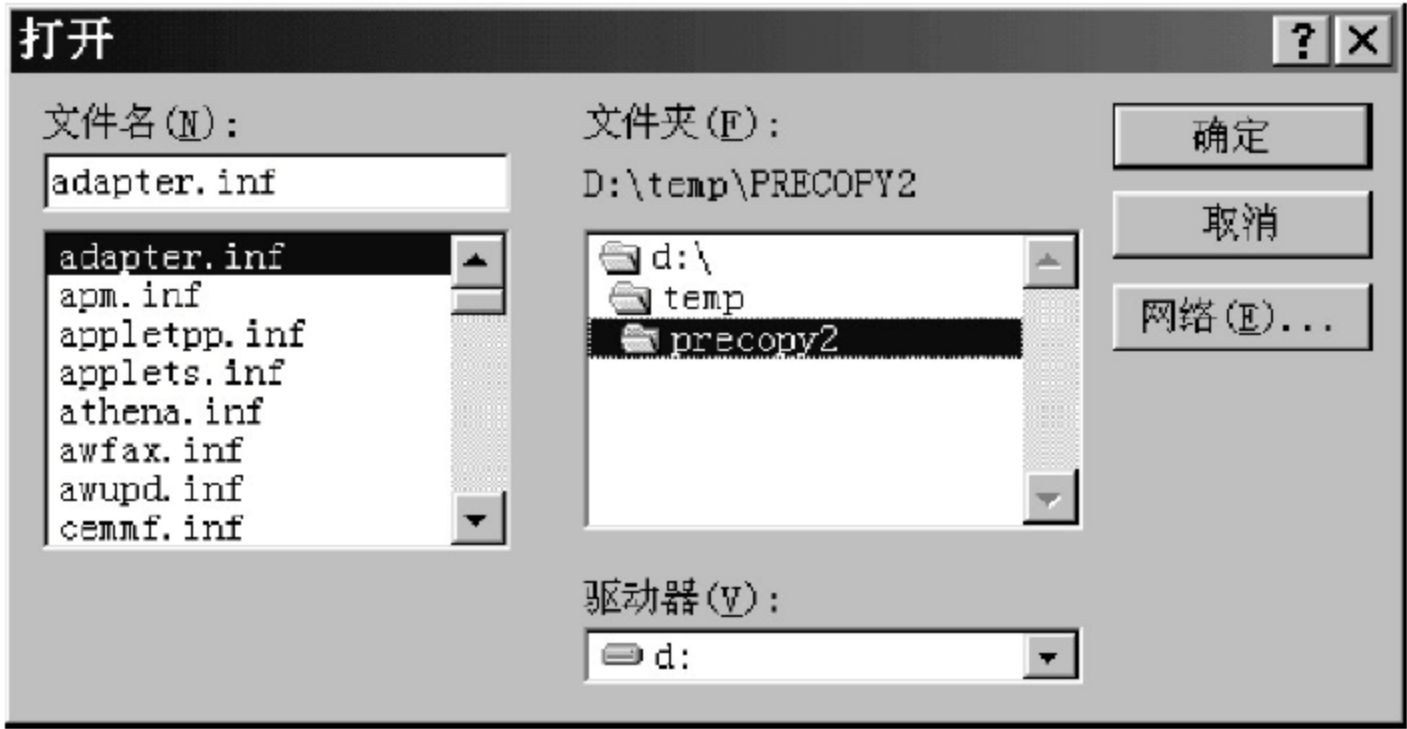 打开
文件名(N):
adapter.inf
adapter.inf
apm.inf
appletpp.inf
applets.inf
athena.inf
awfax.inf
awupd.inf
cemmf.inf
文件夹(F):
D:\temp\PRECOPY2
d:\
temp
precopy2
驱动器(V):
d:
确定
取消
网络(E)...